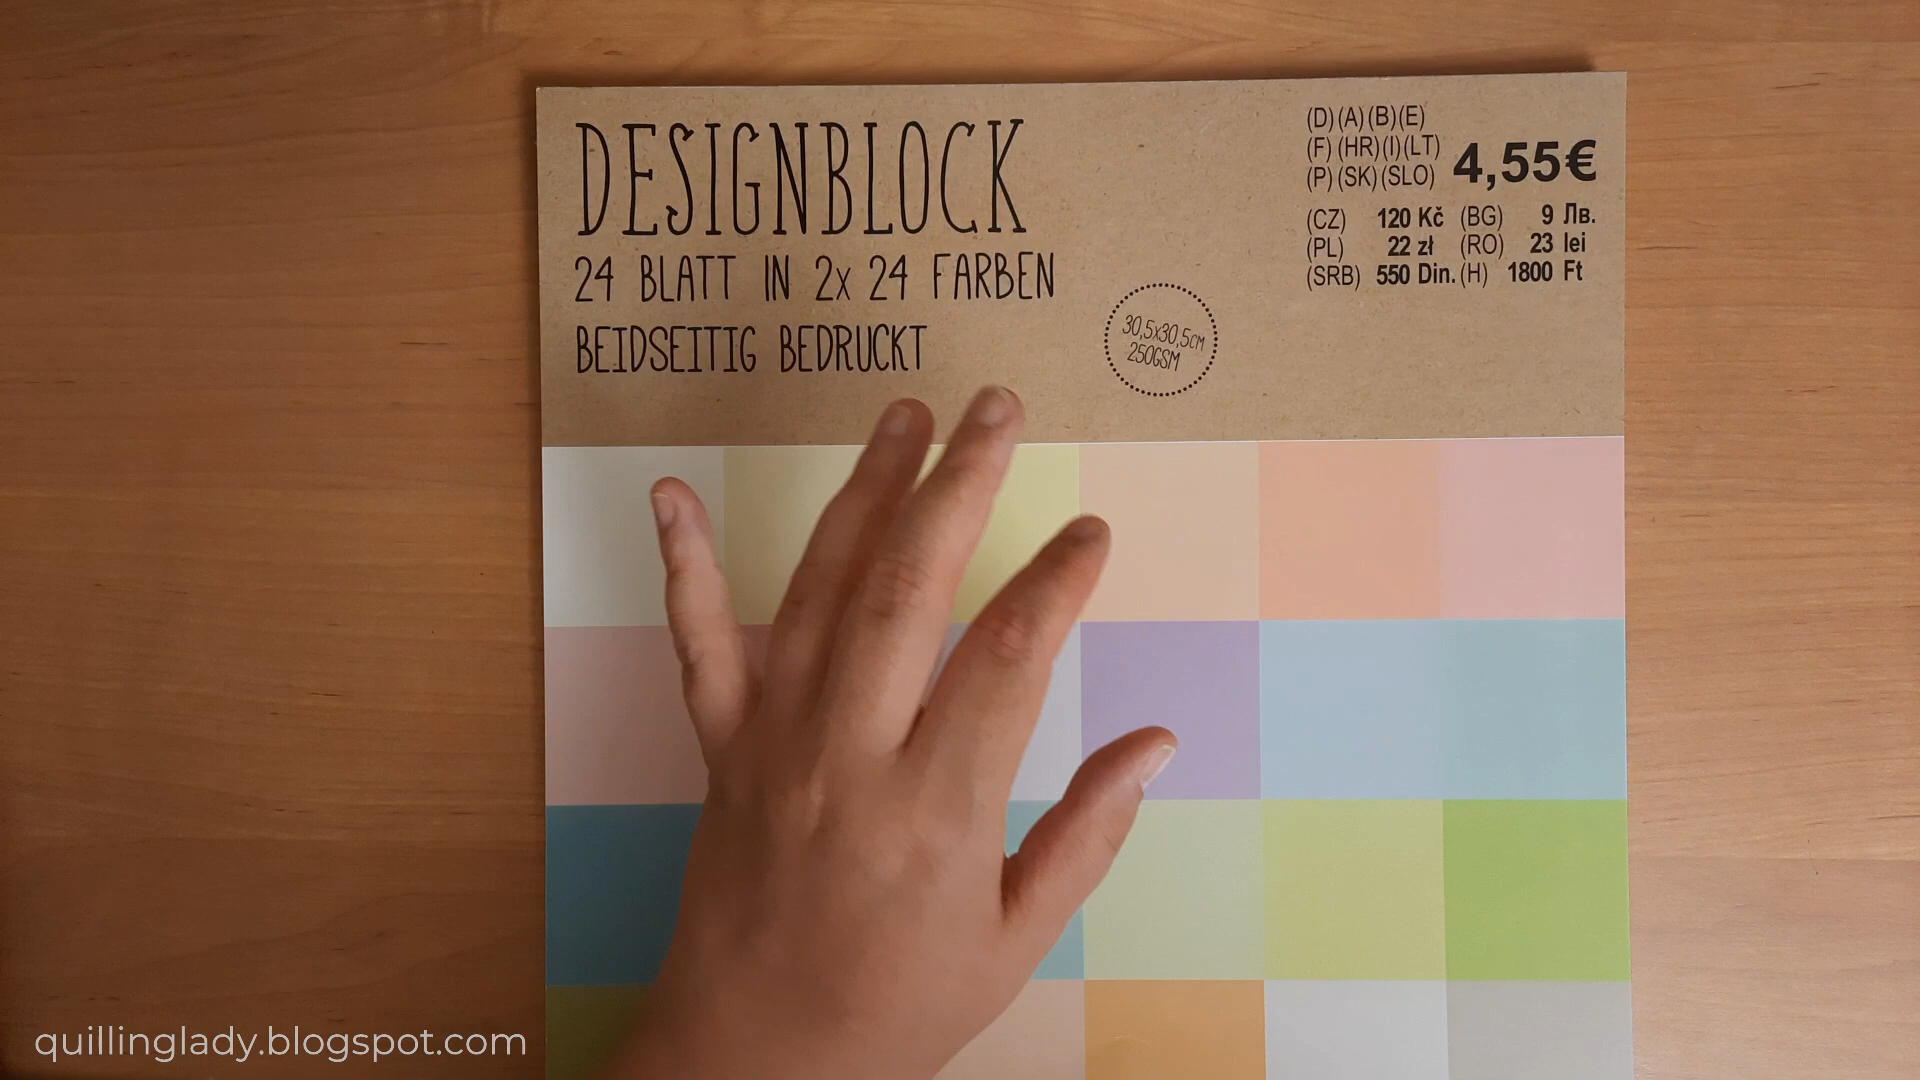 DESIGNBLOCK
24 BLATT IN 2x 24 FARBEN
BEIDSEITIG BEDRUCKT
30,5x30,5CM
250GSM
(D) (A) (B) (E)
(F) (HR) (I) (LT)
(P) (SK) (SLO)
4,55€
(CZ) 120 Kč (BG) 9 Лв.
(PL) 22 zł (RO) 23 lei
(SRB) 550 Din. (H) 1800 Ft
quillinglady.blogspot.com